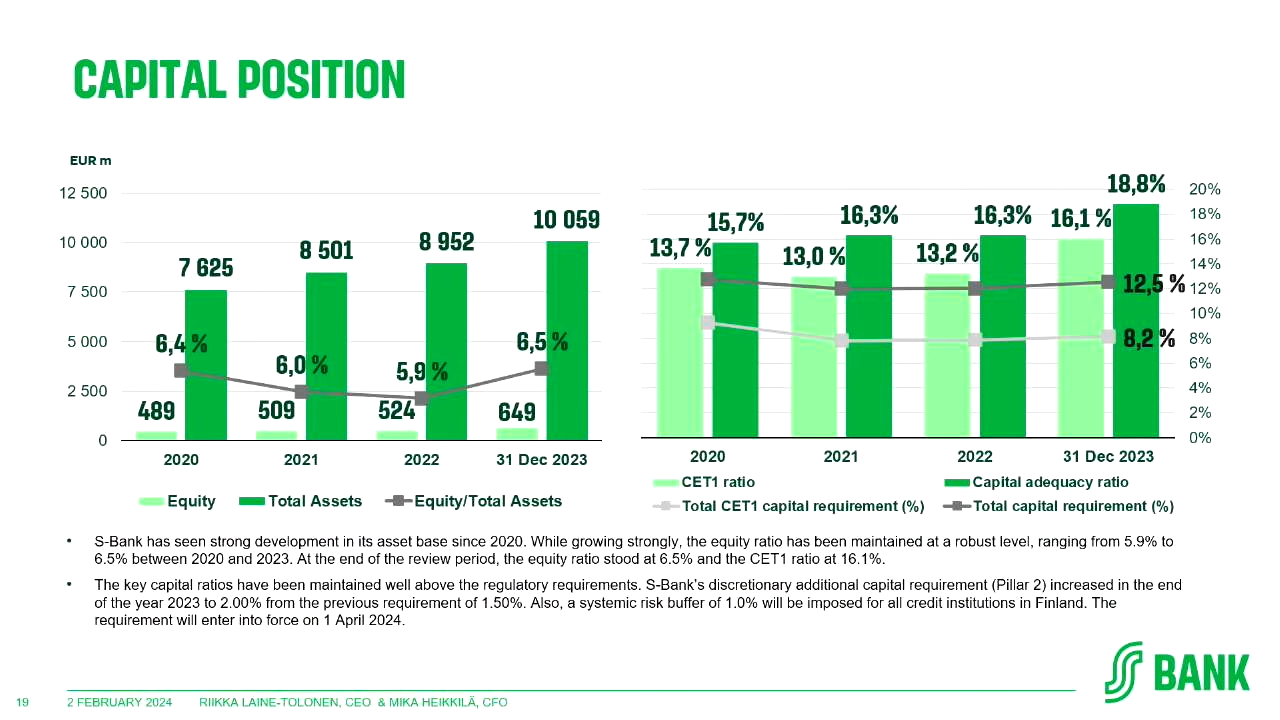 CAPITAL POSITION
EUR m
12 500
10 000
7 500
5 000
2 500
0
7 625
8 501
8 952
10 059
6,4 %
6,0 %
5,9 %
6,5 %
489
509
524
649
2020
2021
2022
31 Dec 2023
Equity
Total Assets
Equity/Total Assets
20%
18%
16%
14%
12%
10%
8%
6%
4%
2%
0%
13,7 %
15,7%
13,0 %
16,3%
13,2 %
16,3%
16,1 %
18,8%
12,5 %
8,2 %
2020
2021
2022
31 Dec 2023
CET1 ratio
Capital adequacy ratio
Total CET1 capital requirement (%)
Total capital requirement (%)
• S-Bank has seen strong development in its asset base since 2020. While growing strongly, the equity ratio has been maintained at a robust level, ranging from 5.9% to
6.5% between 2020 and 2023. At the end of the review period, the equity ratio stood at 6.5% and the CET1 ratio at 16.1%.
• The key capital ratios have been maintained well above the regulatory requirements. S-Bank's discretionary additional capital requirement (Pillar 2) increased in the end
of the year 2023 to 2.00% from the previous requirement of 1.50%. Also, a systemic risk buffer of 1.0% will be imposed for all credit institutions in Finland. The
requirement will enter into force on 1 April 2024.
S BANK
19 2 FEBRUARY 2024 RIIKKA LAINE-TOLONEN, CEO & MIKA HEIKKILÄ, CFO